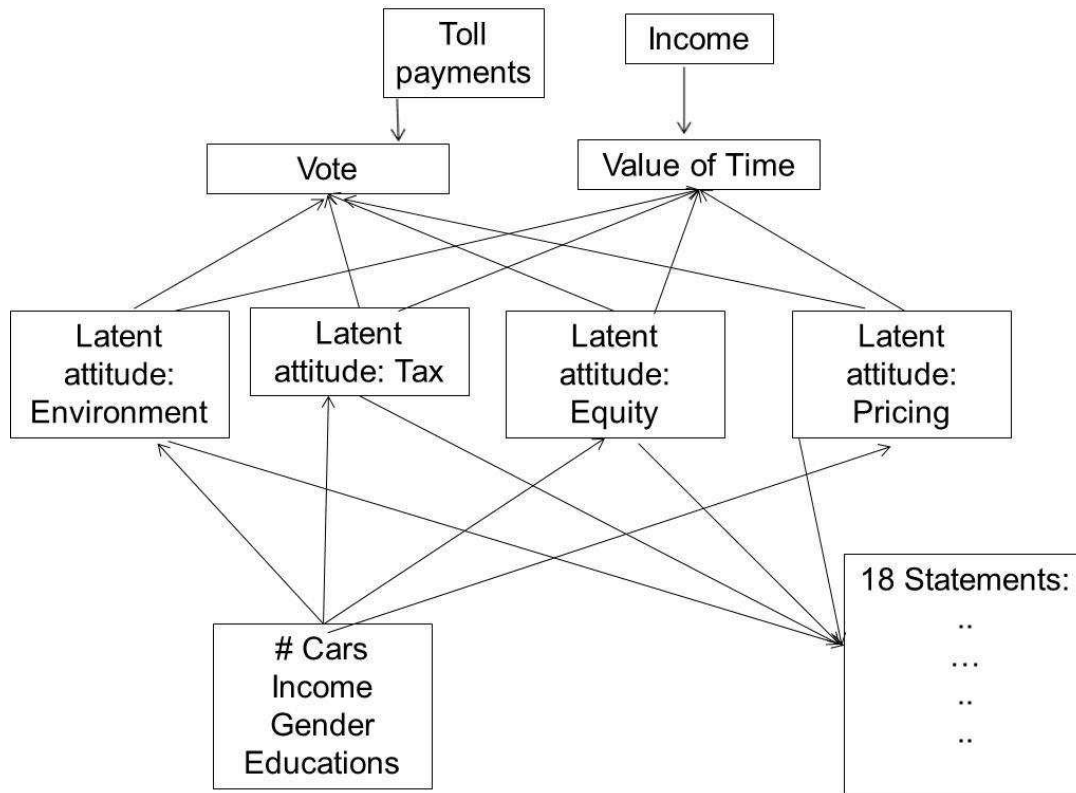 Toll
payments
Income
Vote
Value of Time
Latent
attitude:
Environment
Latent
attitude: Tax
Latent
attitude:
Equity
Latent
attitude:
Pricing
# Cars
Income
Gender
Educations
18 Statements:
..
...
..
..